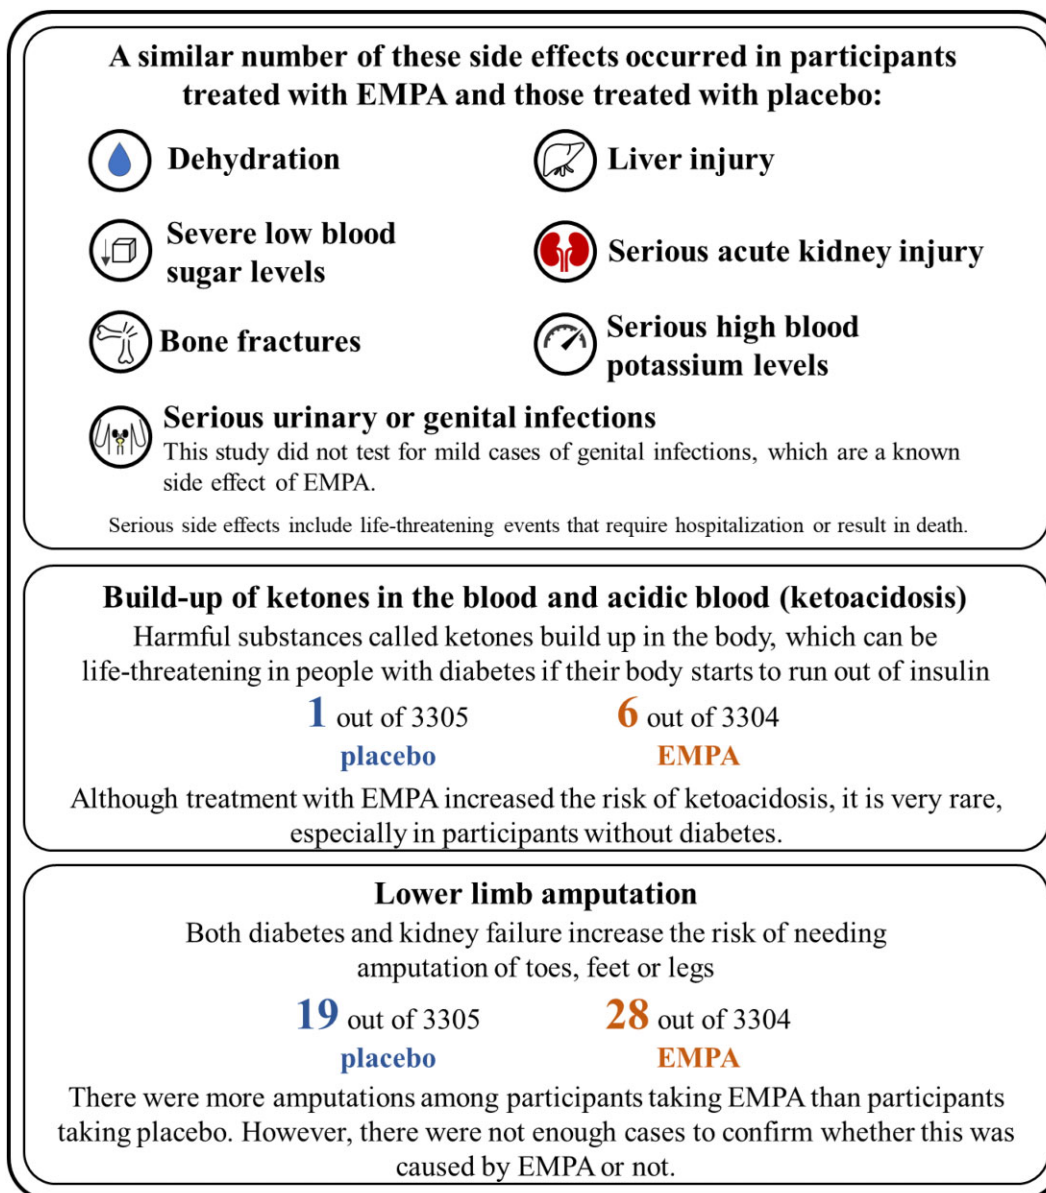 A similar number of these side effects occurred in participants
treated with EMPA and those treated with placebo:
Dehydration
Liver injury
Severe low blood
sugar levels
Serious acute kidney injury
Bone fractures
Serious high blood
potassium levels
Serious urinary or genital infections
This study did not test for mild cases of genital infections, which are a known
side effect of EMPA.
Serious side effects include life-threatening events that require hospitalization or result in death.
Build-up of ketones in the blood and acidic blood (ketoacidosis)
Harmful substances called ketones build up in the body, which can be
life-threatening in people with diabetes if their body starts to run out of insulin
1 out of 3305
placebo
6 out of 3304
EMPA
Although treatment with EMPA increased the risk of ketoacidosis, it is very rare,
especially in participants without diabetes.
Lower limb amputation
Both diabetes and kidney failure increase the risk of needing
amputation of toes, feet or legs
19 out of 3305
placebo
28 out of 3304
EMPA
There were more amputations among participants taking EMPA than participants
taking placebo. However, there were not enough cases to confirm whether this was
caused by EMPA or not.